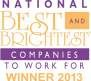 NATIONAL
BEST AND
BRIGHTEST
COMPANIES
TO WORK FOR
WINNER 2013